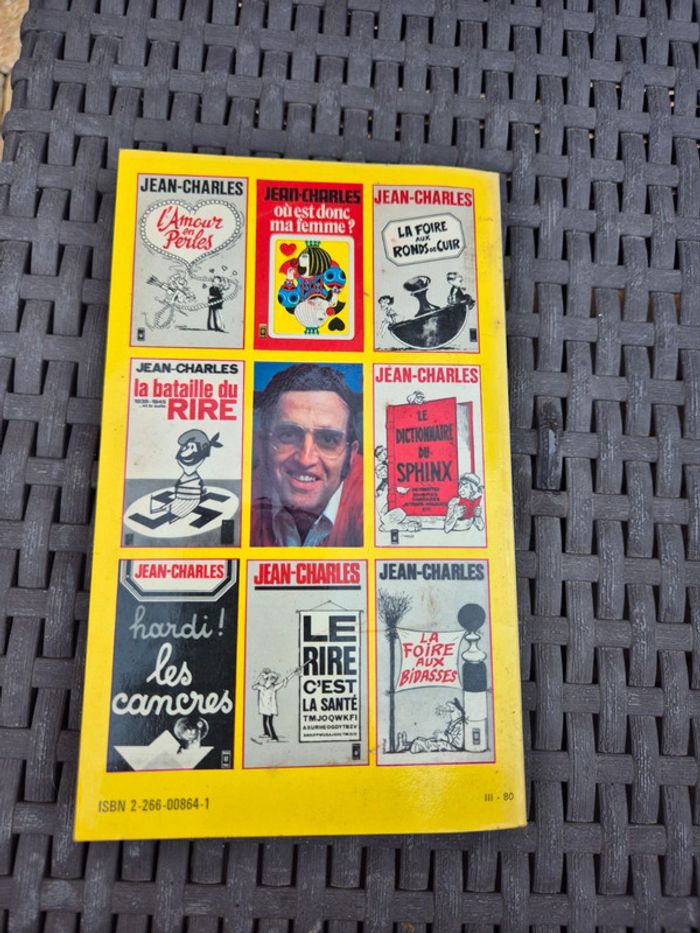 JEAN-CHARLES
l'Amour
en
Perles
JEAN-CHARLES
où est donc
ma femme?
JEAN-CHARLES
LA FOIRE
AUX
RONDS DE CUIR
JEAN-CHARLES
la bataille du
1939-1945
RIRE
JEAN-CHARLES
LE
DICTIONNAIRE
DU
SPHINX
JEAN-CHARLES
hardi!
les
cancres
JEAN-CHARLES
LE
RIRE
C'EST
LA SANTÉ
TMJOQWKFI
JEAN-CHARLES
LA
FOIRE
AUX
BIDASSES
ISBN 2-266-00864-1
III - 80